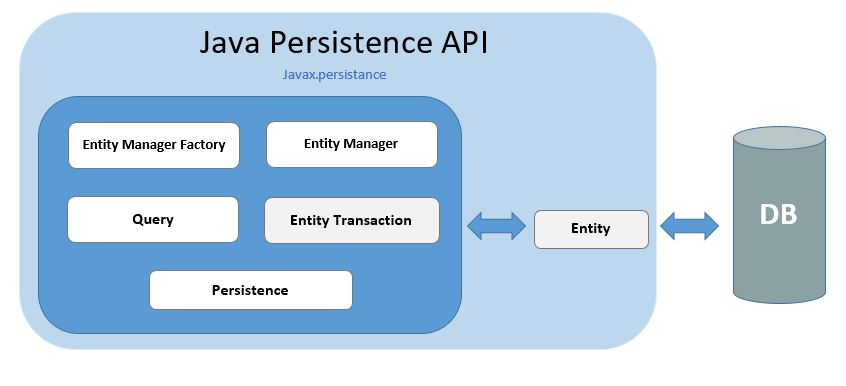 Java Persistence API
Javax.persistance
Entity Manager Factory
Entity Manager
Query
Entity Transaction
Persistence
Entity
DB